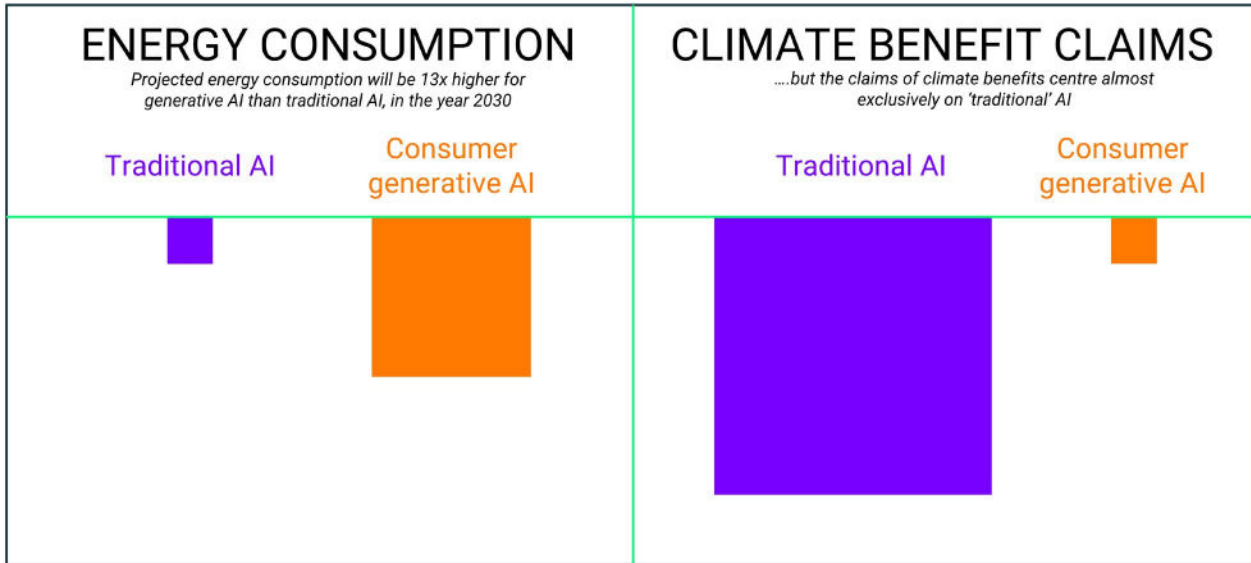 ENERGY CONSUMPTION
Projected energy consumption will be 13x higher for
generative AI than traditional AI, in the year 2030
Traditional AI
Consumer
generative AI
CLIMATE BENEFIT CLAIMS
....but the claims of climate benefits centre almost
exclusively on ‘traditional’ AI
Traditional AI
Consumer
generative AI